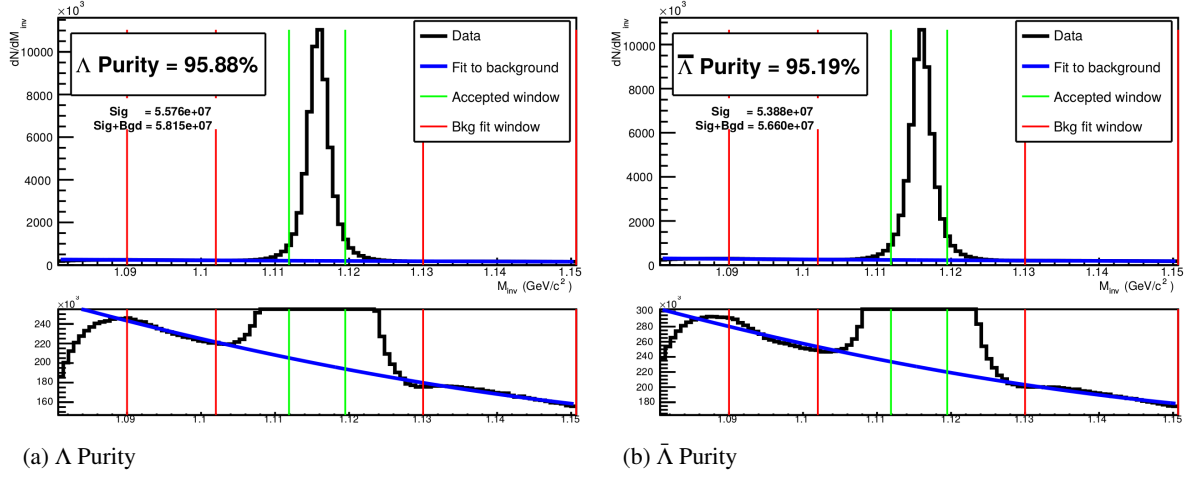 ×10³
dN/dM inv
10000
8000
6000
4000
2000
0
Λ Purity = 95.88%
Sig = 5.576e+07
Sig+Bgd = 5.815e+07
Data
Fit to background
Accepted window
Bkg fit window
1.09 1.1 1.11 1.12 1.13 1.14 1.15
M inv (GeV/c²)
×10³
240
220
200
180
160
1.09 1.1 1.11 1.12 1.13 1.14 1.15
(a) Λ Purity
×10³
dN/dM inv
10000
8000
6000
4000
2000
0
Λ̅ Purity = 95.19%
Sig = 5.388e+07
Sig+Bgd = 5.660e+07
Data
Fit to background
Accepted window
Bkg fit window
1.09 1.1 1.11 1.12 1.13 1.14 1.15
M inv (GeV/c²)
×10³
300
280
260
240
220
200
180
1.09 1.1 1.11 1.12 1.13 1.14 1.15
(b) Λ̄ Purity